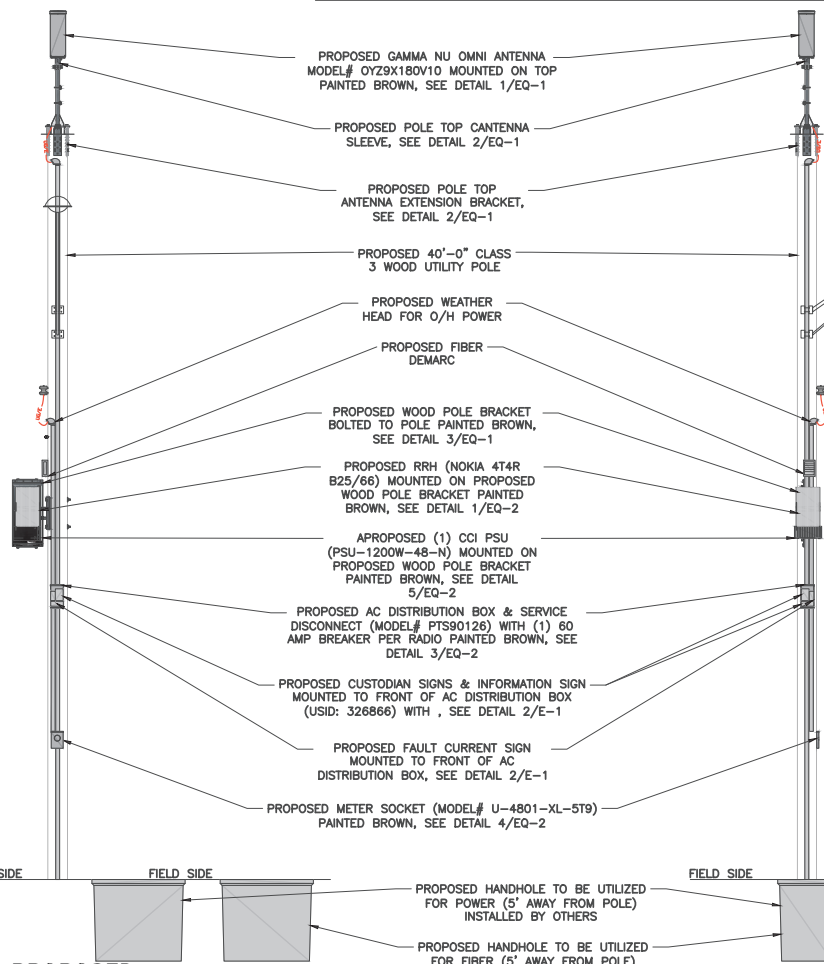 PROPOSED GAMMA NU OMNI ANTENNA
MODEL# OYZ9X180V10 MOUNTED ON TOP
PAINTED BROWN, SEE DETAIL 1/EQ-1
PROPOSED POLE TOP CANTENNA
SLEEVE, SEE DETAIL 2/EQ-1
PROPOSED POLE TOP
ANTENNA EXTENSION BRACKET,
SEE DETAIL 2/EQ-1
PROPOSED 40'-0" CLASS
3 WOOD UTILITY POLE
PROPOSED WEATHER
HEAD FOR O/H POWER
PROPOSED FIBER
DEMARC
PROPOSED WOOD POLE BRACKET
BOLTED TO POLE PAINTED BROWN,
SEE DETAIL 3/EQ-1
PROPOSED RRH (NOKIA 4T4R
B25/66) MOUNTED ON PROPOSED
WOOD POLE BRACKET PAINTED
BROWN, SEE DETAIL 1/EQ-2
APROPOSED (1) CCI PSU
(PSU-1200W-48-N) MOUNTED ON
PROPOSED WOOD POLE BRACKET
PAINTED BROWN, SEE DETAIL
5/EQ-2
PROPOSED AC DISTRIBUTION BOX & SERVICE
DISCONNECT (MODEL# PTS90126) WITH (1) 60
AMP BREAKER PER RADIO PAINTED BROWN, SEE
DETAIL 3/EQ-2
PROPOSED CUSTODIAN SIGNS & INFORMATION SIGN
MOUNTED TO FRONT OF AC DISTRIBUTION BOX
(USID: 326866) WITH , SEE DETAIL 2/E-1
PROPOSED FAULT CURRENT SIGN
MOUNTED TO FRONT OF AC
DISTRIBUTION BOX, SEE DETAIL 2/E-1
PROPOSED METER SOCKET (MODEL# U-4801-XL-5T9)
PAINTED BROWN, SEE DETAIL 4/EQ-2
SIDE
FIELD SIDE
FIELD SIDE
PROPOSED HANDHOLE TO BE UTILIZED
FOR POWER (5' AWAY FROM POLE)
INSTALLED BY OTHERS
PROPOSED HANDHOLE TO BE UTILIZED
FOR FIBER (5' AWAY FROM POLE)